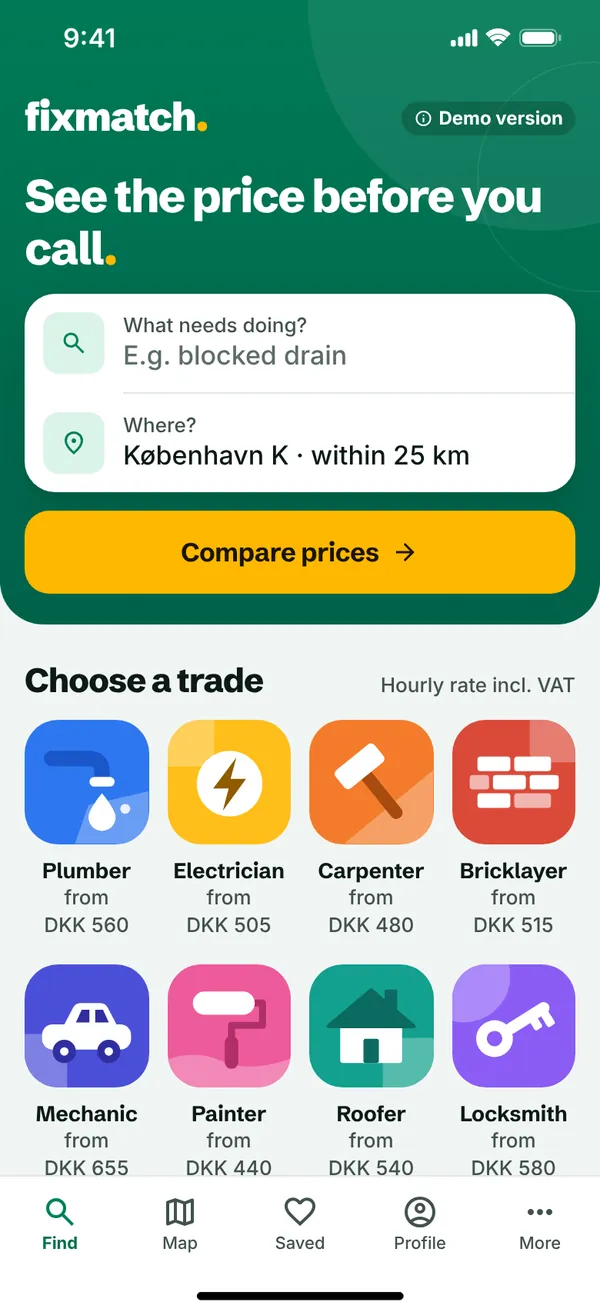 9:41
fixmatch.
Demo version
See the price before you
call.
What needs doing?
E.g. blocked drain
Where?
København K · within 25 km
Compare prices →
Choose a trade
Hourly rate incl. VAT
Plumber
from
DKK 560
Electrician
from
DKK 505
Carpenter
from
DKK 480
Bricklayer
from
DKK 515
Mechanic
from
DKK 655
Painter
from
DKK 440
Roofer
from
DKK 540
Locksmith
from
DKK 580
Find
Map
Saved
Profile
More